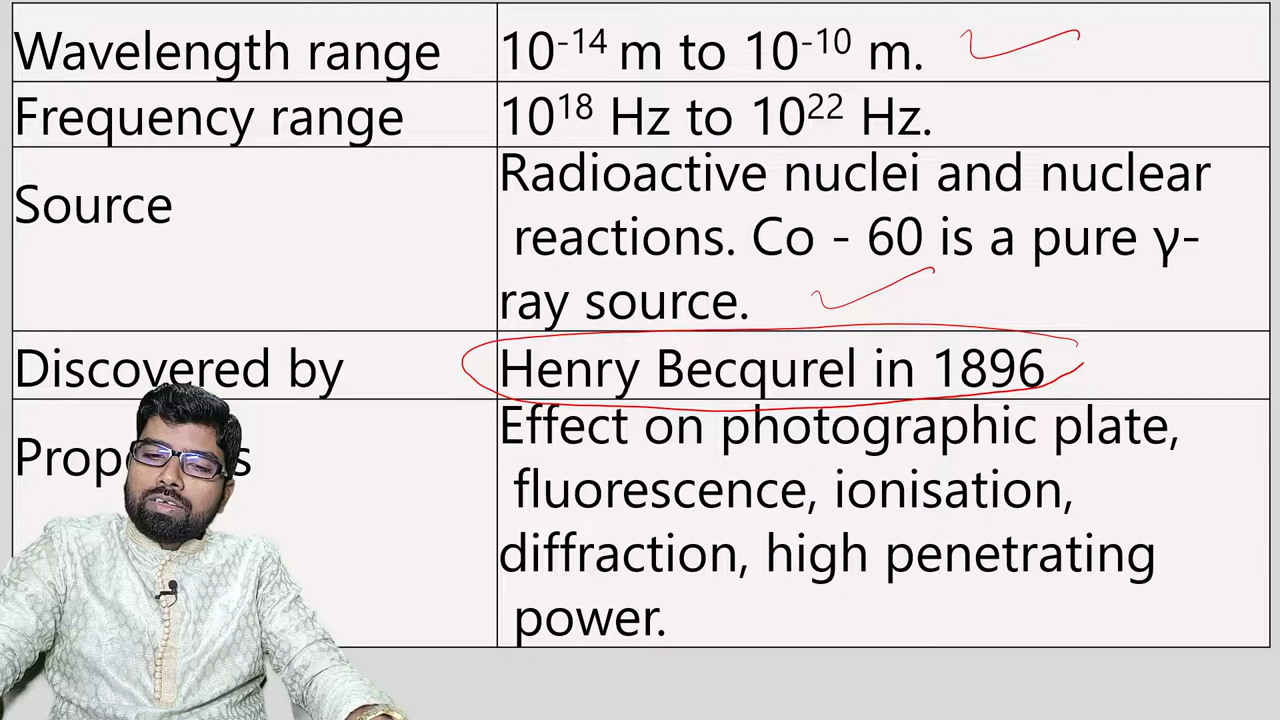 Wavelength range
10⁻¹⁴ m to 10⁻¹⁰ m.
Frequency range
10¹⁸ Hz to 10²² Hz.
Source
Radioactive nuclei and nuclear
reactions. Co - 60 is a pure γ-
ray source.
Discovered by
Henry Becqurel in 1896
Effect on photographic plate,
fluorescence, ionisation,
diffraction, high penetrating
power.